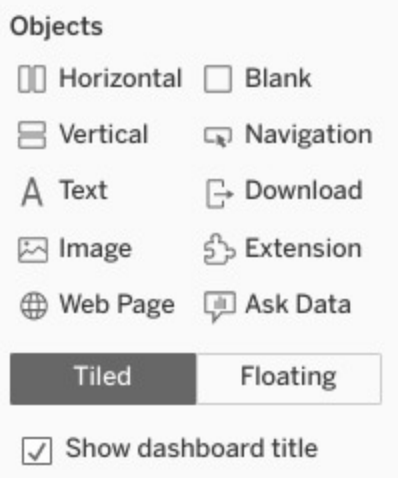 Objects
Horizontal Blank
Vertical Navigation
Text Download
Image Extension
Web Page Ask Data
Tiled Floating
Show dashboard title